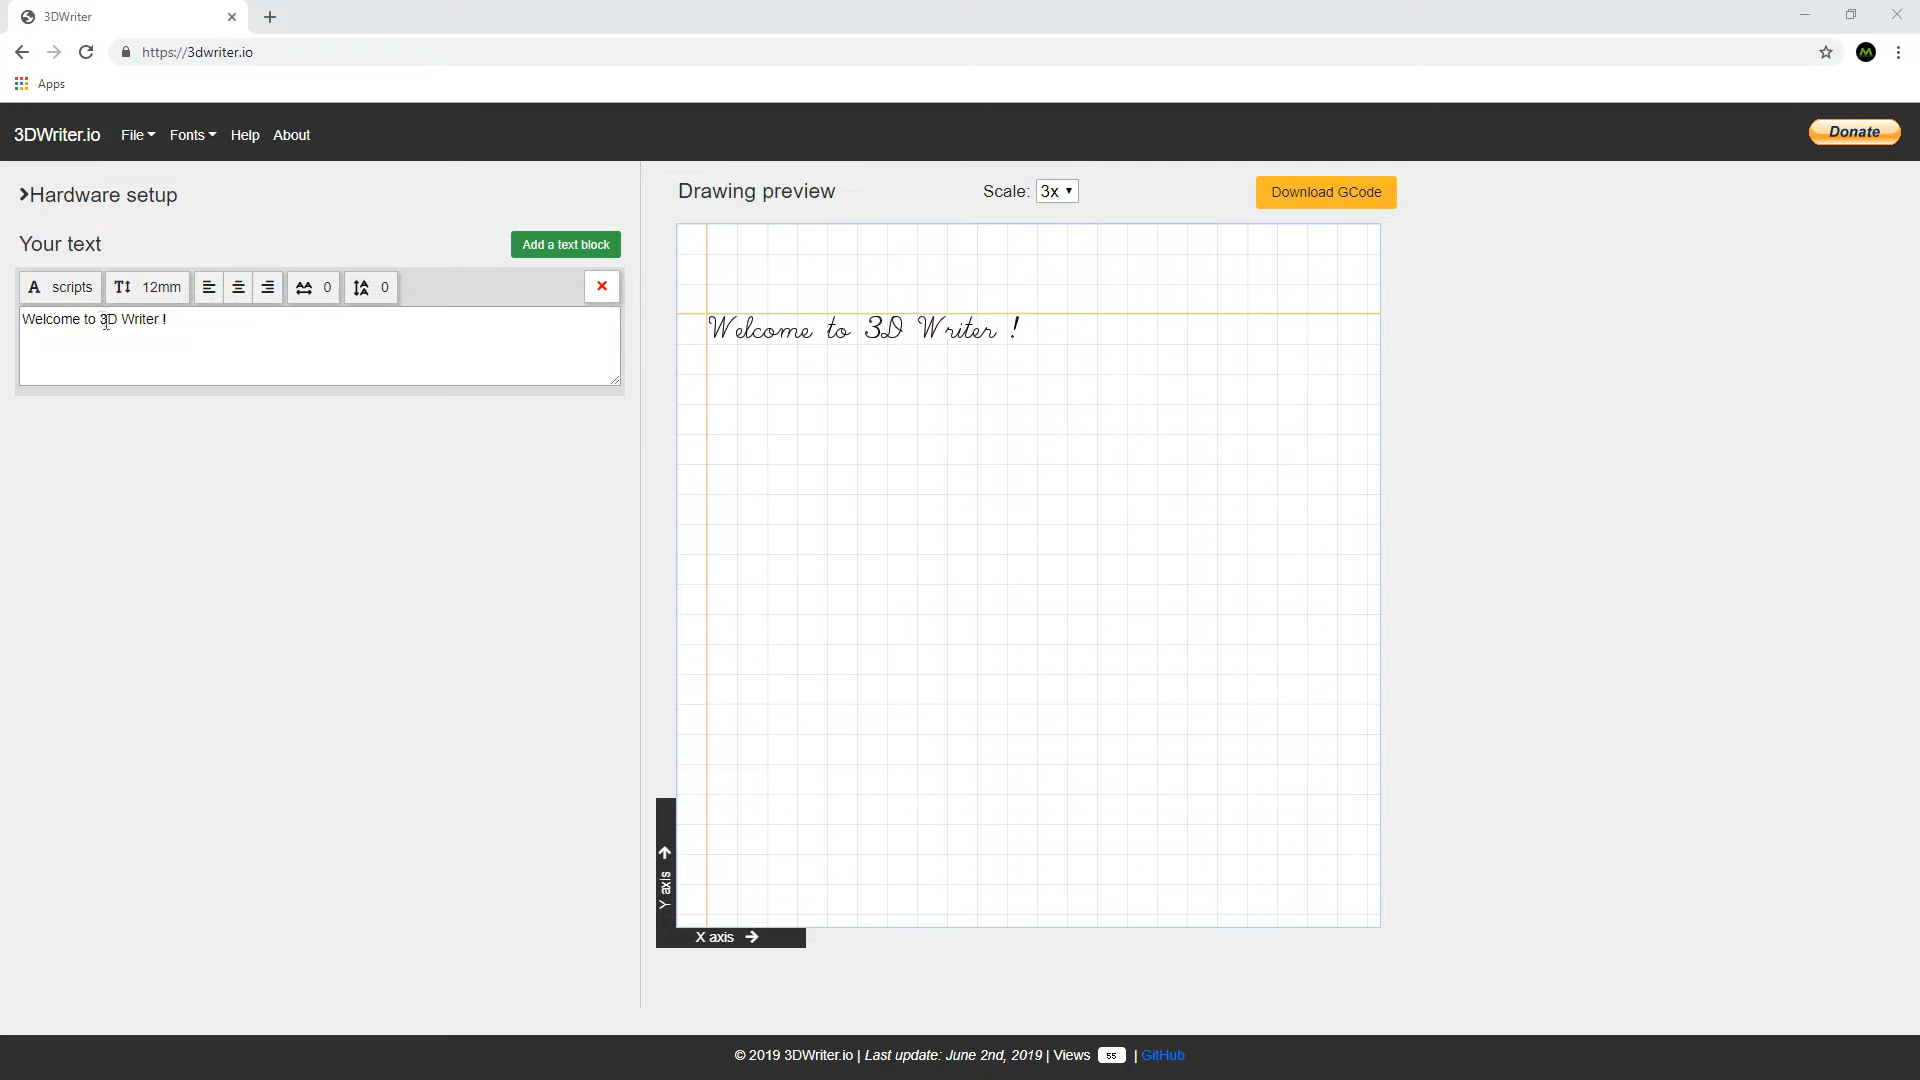 3DWriter
https://3dwriter.io
Apps
3DWriter.io File Fonts Help About Donate
Hardware setup
Your text Add a text block
A scripts 12mm 0 0
Welcome to 3D Writer !
Drawing preview Scale: 3x Download GCode
Welcome to 3D Writer !
Y axis
X axis
© 2019 3DWriter.io | Last update: June 2nd, 2019 | Views 55 | GitHub